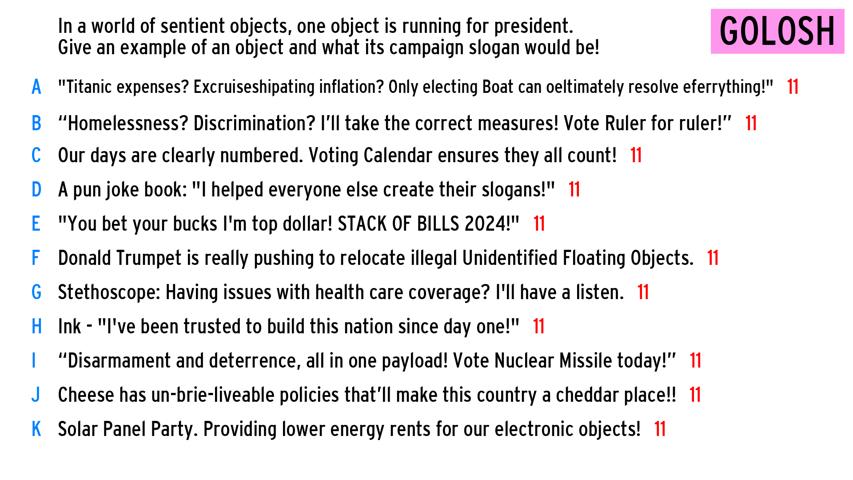 In a world of sentient objects, one object is running for president.
Give an example of an object and what its campaign slogan would be!
GOLOSH
A "Titanic expenses? Excruiseshipating inflation? Only electing Boat can oeltimately resolve eferrything!" 11
B “Homelessness? Discrimination? I’ll take the correct measures! Vote Ruler for ruler!” 11
C Our days are clearly numbered. Voting Calendar ensures they all count! 11
D A pun joke book: "I helped everyone else create their slogans!" 11
E "You bet your bucks I'm top dollar! STACK OF BILLS 2024!" 11
F Donald Trumpet is really pushing to relocate illegal Unidentified Floating Objects. 11
G Stethoscope: Having issues with health care coverage? I'll have a listen. 11
H Ink - "I've been trusted to build this nation since day one!" 11
I “Disarmament and deterrence, all in one payload! Vote Nuclear Missile today!” 11
J Cheese has un-brie-liveable policies that’ll make this country a cheddar place!! 11
K Solar Panel Party. Providing lower energy rents for our electronic objects! 11